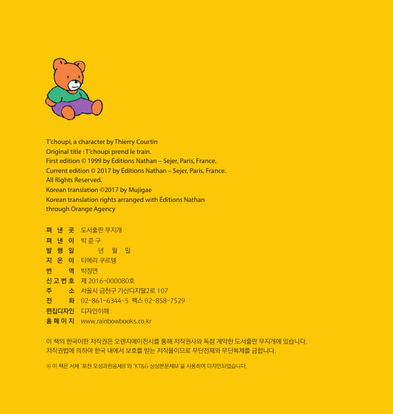 T'choupi, a character by Thierry Courtin
Original title : T'choupi prend le train.
First edition © 1999 by Éditions Nathan – Sejer, Paris, France.
Current edition © 2017 by Éditions Nathan – Sejer, Paris, France.
All Rights Reserved.
Korean translation ©2017 by Mujigae
Korean translation rights arranged with Éditions Nathan
through Orange Agency
펴 낸 곳 도서출판 무지개
펴 낸 이 박 준 구
발 행 일 년 월 일
지 은 이 티에리 쿠르탱
번 역 박정연
신고번호 제 2016-000080호
주 소 서울시 금천구 가산디지털2로 107
전 화 02-861-6344~5 팩스 02-858-7529
편집디자인 디자인이때
홈 페 이 지 www.rainbowbooks.co.kr
이 책의 한국어판 저작권은 오렌지에이전시를 통해 저작권사와 독점 계약한 도서출판 무지개에 있습니다.
저작권법에 의하여 한국 내에서 보호를 받는 저작물이므로 무단전재와 무단복제를 금합니다.
※ 이 책은 서체 '포천 오성과한음체B'와 'KT&G 상상본문체M'을 사용하여 디자인되었습니다.